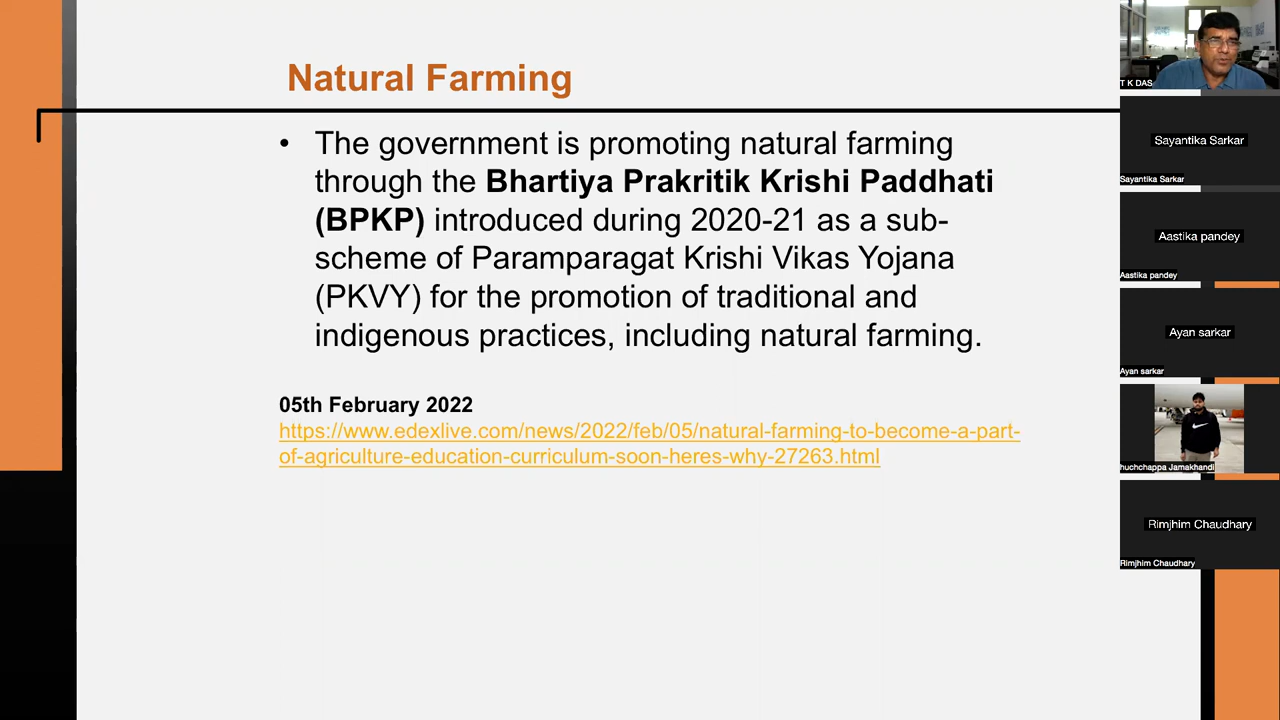 Natural Farming
• The government is promoting natural farming
through the Bhartiya Prakritik Krishi Paddhati
(BPKP) introduced during 2020-21 as a sub-
scheme of Paramparagat Krishi Vikas Yojana
(PKVY) for the promotion of traditional and
indigenous practices, including natural farming.
05th February 2022
https://www.edexlive.com/news/2022/feb/05/natural-farming-to-become-a-part-
of-agriculture-education-curriculum-soon-heres-why-27263.html
T K DAS
Sayantika Sarkar
Sayantika Sarkar
Aastika pandey
Aastika pandey
Ayan sarkar
Ayan sarkar
huchchappa Jamakhandi
Rimjhim Chaudhary
Rimjhim Chaudhary